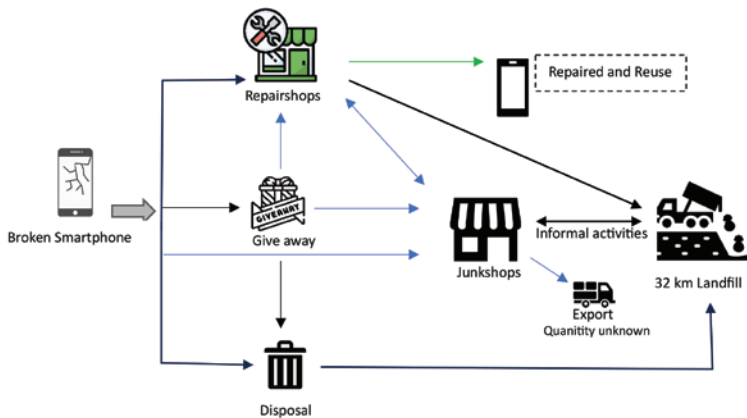 Repairshops
Repaired and Reuse
Broken Smartphone
GIVEAWAY
Give away
Junkshops
Informal activities
32 km Landfill
Export
Quanitity unknown
Disposal